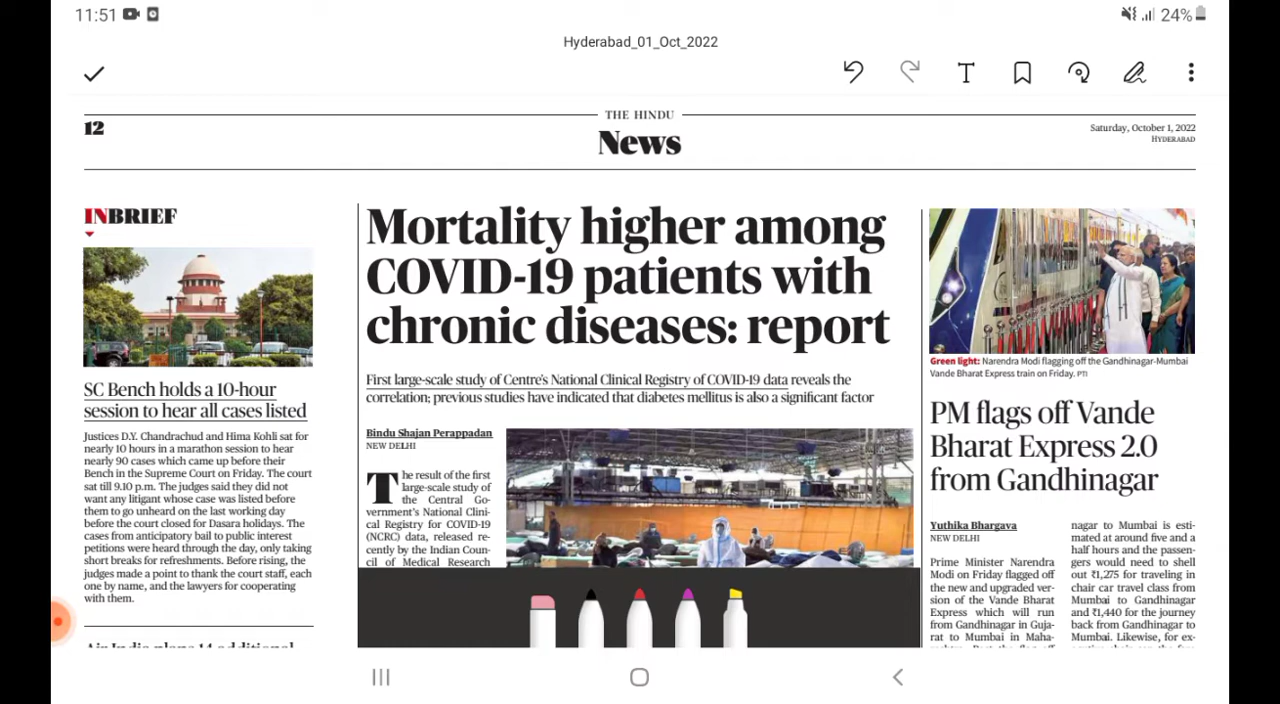 11:51
24%
Hyderabad_01_Oct_2022
T
12
THE HINDU
News
Saturday, October 1, 2022
HYDERABAD
INBRIEF
SC Bench holds a 10-hour
session to hear all cases listed
Justices D.Y. Chandrachud and Hima Kohli sat for
nearly 10 hours in a marathon session to hear
nearly 90 cases which came up before their
Bench in the Supreme Court on Friday. The court
sat till 9.10 p.m. The judges said they did not
want any litigant whose case was listed before
them to go unheard on the last working day
before the court closed for Dasara holidays. The
cases from anticipatory bail to public interest
petitions were heard through the day, only taking
short breaks for refreshments. Before rising, the
judges made a point to thank the court staff, each
one by name, and the lawyers for cooperating
with them.
Air India plans 14 additional
Mortality higher among
COVID-19 patients with
chronic diseases: report
First large-scale study of Centre's National Clinical Registry of COVID-19 data reveals the
correlation; previous studies have indicated that diabetes mellitus is also a significant factor
Bindu Shajan Perappadan
NEW DELHI
The result of the first
large-scale study of
the Central Go-
vernment's National Clini-
cal Registry for COVID-19
(NCRC) data, released re-
cently by the Indian Coun-
cil of Medical Research
Green light: Narendra Modi flagging off the Gandhinagar-Mumbai
Vande Bharat Express train on Friday. PTI
PM flags off Vande
Bharat Express 2.0
from Gandhinagar
Yuthika Bhargava
NEW DELHI
Prime Minister Narendra
Modi on Friday flagged off
the new and upgraded ver-
sion of the Vande Bharat
Express which will run
from Gandhinagar in Guja-
rat to Mumbai in Maha-
nagar to Mumbai is esti-
mated at around five and a
half hours and the passen-
gers would need to shell
out ₹1,275 for traveling in
chair car travel class from
Mumbai to Gandhinagar
and ₹1,440 for the journey
back from Gandhinagar to
Mumbai. Likewise, for ex-